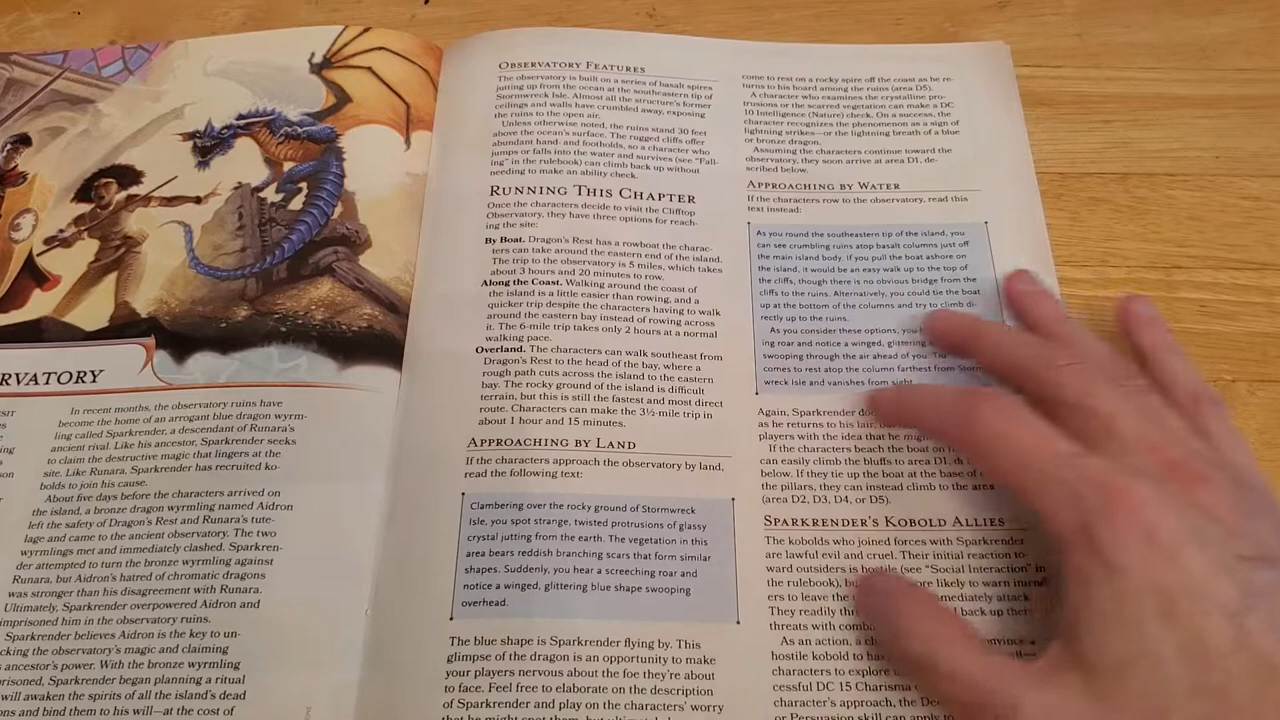 RVATORY
In recent months, the observatory ruins have
become the home of an arrogant blue dragon wyrm-
ling called Sparkrender, a descendant of Runara's
ancient rival. Like his ancestor, Sparkrender seeks
to claim the destructive magic that lingers at the
site. Like Runara, Sparkrender has recruited ko-
bolds to join his cause.
About five days before the characters arrived on
the island, a bronze dragon wyrmling named Aidron
left the safety of Dragon's Rest and Runara's tute-
lage and came to the ancient observatory. The two
wyrmlings met and immediately clashed. Sparkren-
der attempted to turn the bronze wyrmling against
Runara, but Aidron's hatred of chromatic dragons
was stronger than his disagreement with Runara.
Ultimately, Sparkrender overpowered Aidron and
imprisoned him in the observatory ruins.
Sparkrender believes Aidron is the key to un-
cking the observatory's magic and claiming
ancestor's power. With the bronze wyrmling
prisoned, Sparkrender began planning a ritual
will awaken the spirits of all the island's dead
ons and bind them to his will—at the cost of
OBSERVATORY FEATURES
The observatory is built on a series of basalt spires
jutting up from the ocean at the southeastern tip of
Stormwreck Isle. Almost all the structure's former
ceilings and walls have crumbled away, exposing
the ruins to the open air.
Unless otherwise noted, the ruins stand 30 feet
above the ocean's surface. The rugged cliffs offer
abundant hand- and footholds, so a character who
jumps or falls into the water and survives (see "Fall-
ing" in the rulebook) can climb back up without
needing to make an ability check.
RUNNING THIS CHAPTER
Once the characters decide to visit the Clifftop
Observatory, they have three options for reach-
ing the site:
By Boat. Dragon's Rest has a rowboat the charac-
ters can take around the eastern end of the island.
The trip to the observatory is 5 miles, which takes
about 3 hours and 20 minutes to row.
Along the Coast. Walking around the coast of
the island is a little easier than rowing, and a
quicker trip despite the characters having to walk
around the eastern bay instead of rowing across
it. The 6-mile trip takes only 2 hours at a normal
walking pace.
Overland. The characters can walk southeast from
Dragon's Rest to the head of the bay, where a
rough path cuts across the island to the eastern
bay. The rocky ground of the island is difficult
terrain, but this is still the fastest and most direct
route. Characters can make the 3½-mile trip in
about 1 hour and 15 minutes.
APPROACHING BY LAND
If the characters approach the observatory by land,
read the following text:
Clambering over the rocky ground of Stormwreck
Isle, you spot strange, twisted protrusions of glassy
crystal jutting from the earth. The vegetation in this
area bears reddish branching scars that form similar
shapes. Suddenly, you hear a screeching roar and
notice a winged, glittering blue shape swooping
overhead.
The blue shape is Sparkrender flying by. This
glimpse of the dragon is an opportunity to make
your players nervous about the foe they're about
to face. Feel free to elaborate on the description
of Sparkrender and play on the characters' worry
come to rest on a rocky spire off the coast as he re-
turns to his hoard among the ruins (area D5).
A character who examines the crystalline pro-
trusions or the scarred vegetation can make a DC
10 Intelligence (Nature) check. On a success, the
character recognizes the phenomenon as a sign of
lightning strikes—or the lightning breath of a blue
or bronze dragon.
Assuming the characters continue toward the
observatory, they soon arrive at area D1, de-
scribed below.
APPROACHING BY WATER
If the characters row to the observatory, read this
text instead:
As you round the southeastern tip of the island, you
can see crumbling ruins atop basalt columns just off
the main island body. If you pull the boat ashore on
the island, it would be an easy walk up to the top of
the cliffs, though there is no obvious bridge from the
cliffs to the ruins. Alternatively, you could tie the boat
up at the bottom of the columns and try to climb di-
rectly up to the ruins.
As you consider these options, you
ing roar and notice a winged, glittering
swooping through the air ahead of you.
comes to rest atop the column farthest from Storm-
wreck Isle and vanishes from sight.
Again, Sparkrender
as he returns to his lair,
players with the idea that he
If the characters beach the boat on
can easily climb the bluffs to area D1,
below. If they tie up the boat at the base of
the pillars, they can instead climb to the area
(area D2, D3, D4, or D5).
SPARKRENDER'S KOBOLD ALLIES
The kobolds who joined forces with Sparkrender
are lawful evil and cruel. Their initial reaction to-
ward outsiders is hostile (see "Social Interaction" in
the rulebook), more likely to warn
ers to leave the immediately attack
They readily back up their
threats with
As an action, a convince a
hostile kobold to
characters to explore
cessful DC 15 Charisma
character's approach, the
or Persuasion skill can apply to